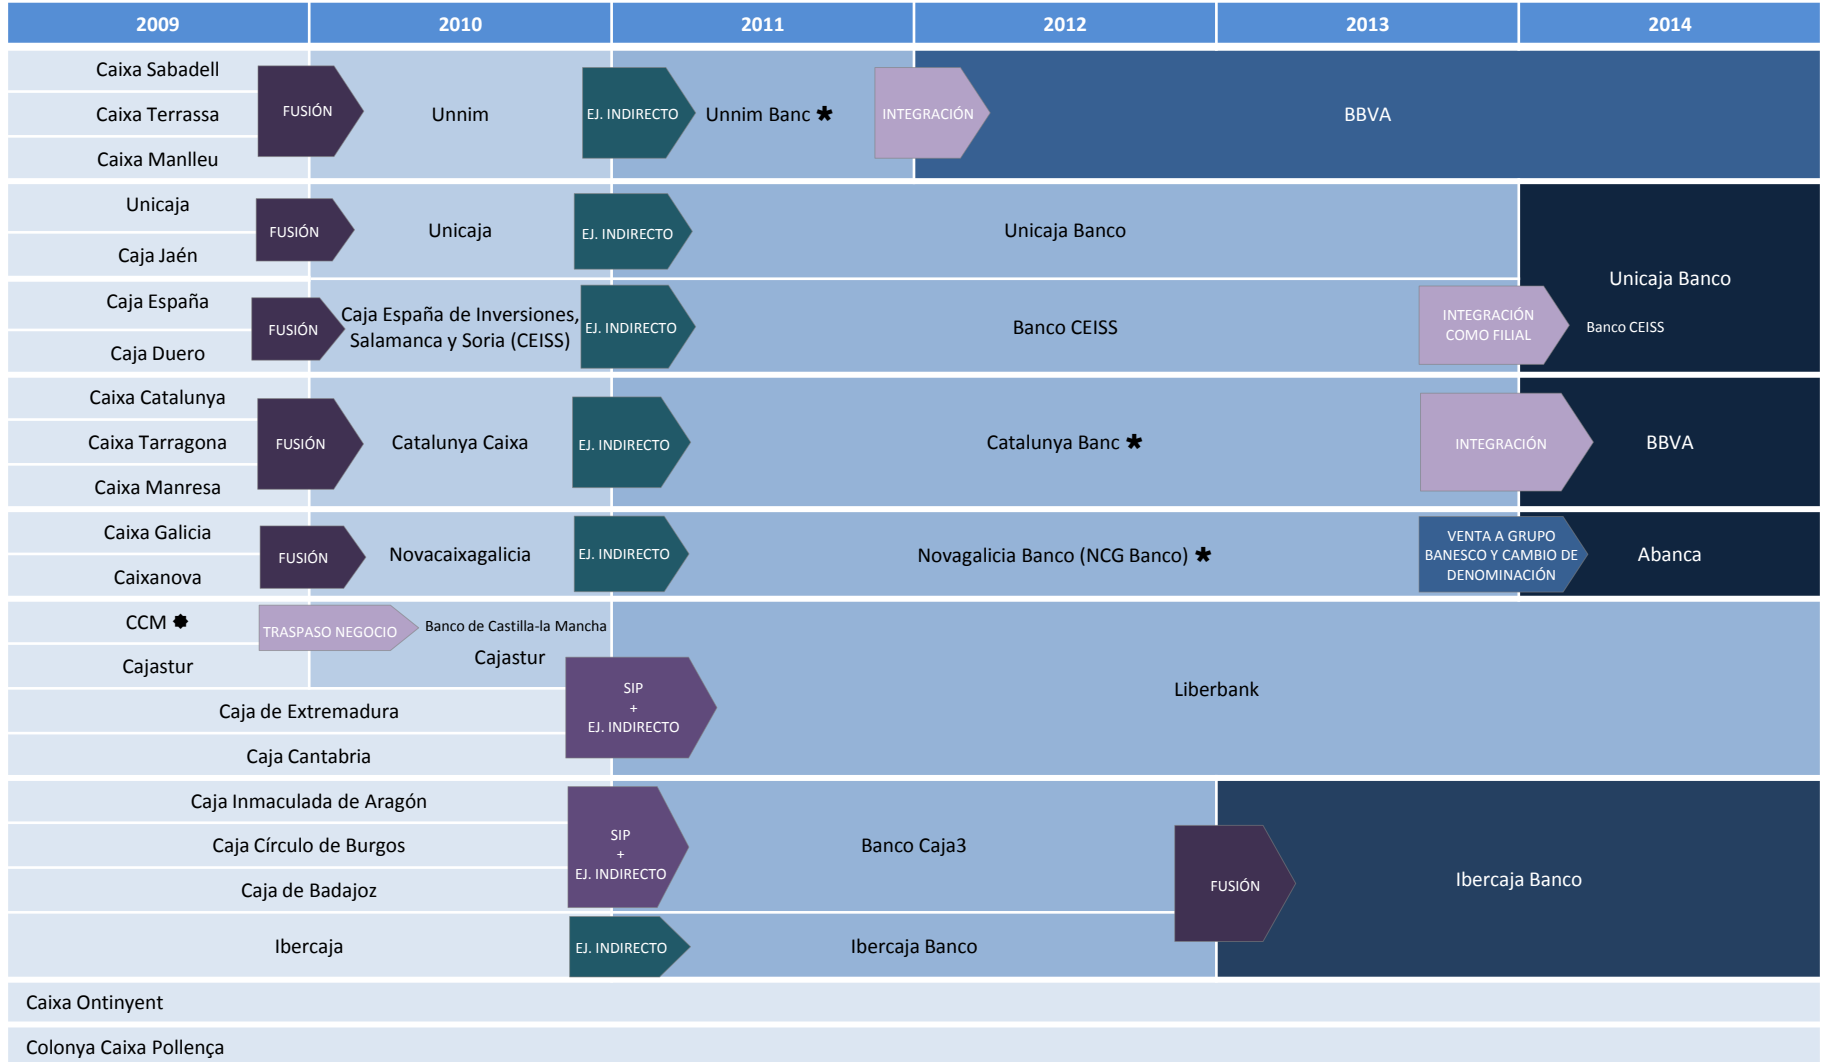 2009 2010 2011 2012 2013 2014
Caixa Sabadell
Caixa Terrassa
Caixa Manlleu
FUSIÓN
Unnim
EJ. INDIRECTO
Unnim Banc *
INTEGRACIÓN
BBVA
Unicaja
Caja Jaén
FUSIÓN
Unicaja
EJ. INDIRECTO
Unicaja Banco
Caja España
Caja Duero
FUSIÓN
Caja España de Inversiones,
Salamanca y Soria (CEISS)
EJ. INDIRECTO
Banco CEISS
INTEGRACIÓN
COMO FILIAL
Unicaja Banco
Banco CEISS
Caixa Catalunya
Caixa Tarragona
Caixa Manresa
FUSIÓN
Catalunya Caixa
EJ. INDIRECTO
Catalunya Banc *
INTEGRACIÓN
BBVA
Caixa Galicia
Caixanova
FUSIÓN
Novacaixagalicia
EJ. INDIRECTO
Novagalicia Banco (NCG Banco) *
VENTA A GRUPO
BANESCO Y CAMBIO DE
DENOMINACIÓN
Abanca
CCM
Cajastur
TRASPASO NEGOCIO
Banco de Castilla-la Mancha
Cajastur
Caja de Extremadura
Caja Cantabria
SIP
+
EJ. INDIRECTO
Liberbank
Caja Inmaculada de Aragón
Caja Círculo de Burgos
Caja de Badajoz
SIP
+
EJ. INDIRECTO
Banco Caja3
Ibercaja
EJ. INDIRECTO
Ibercaja Banco
FUSIÓN
Ibercaja Banco
Caixa Ontinyent
Colonya Caixa Pollença